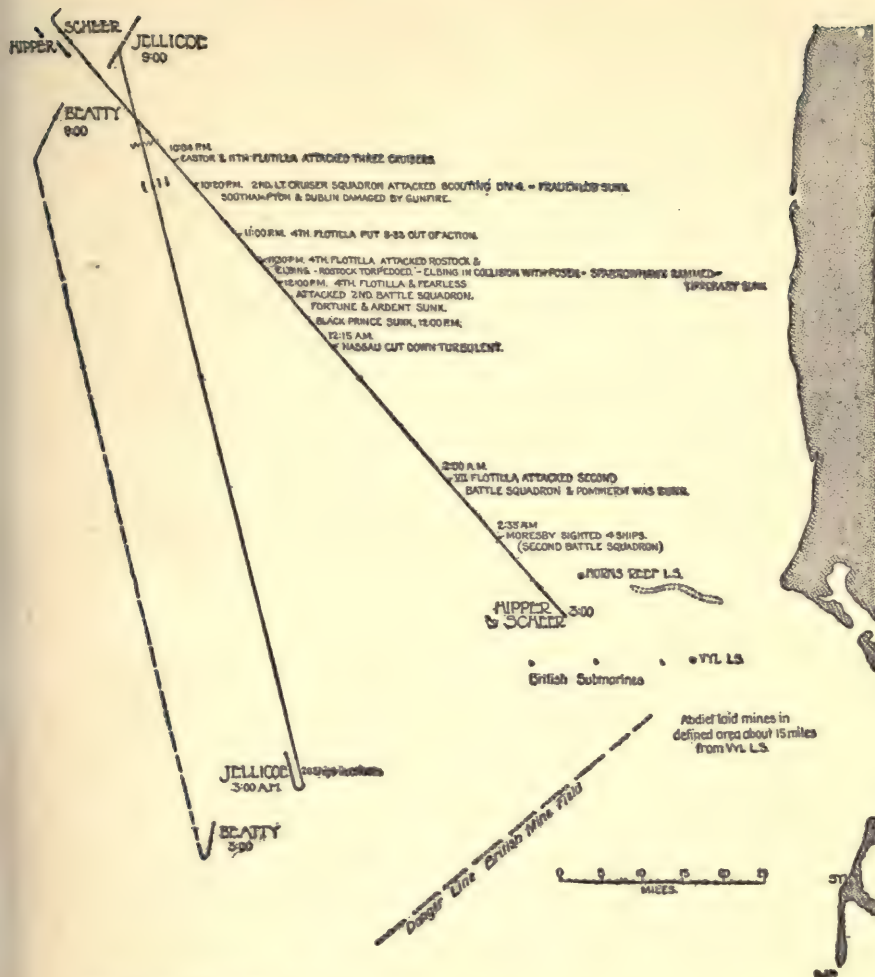 SCHEER
HIPPER
JELLICOE
9:00
BEATTY
9:00
10:04 P.M.
CASTOR & 11TH FLOTILLA ATTACKED THREE CRUISERS.
10:20 P.M. 2ND. LT. CRUISER SQUADRON ATTACKED SCOUTING DIV. 4. - FRAUENLOB SUNK.
SOUTHAMPTON & DUBLIN DAMAGED BY GUNFIRE.
11:00 P.M. 4TH. FLOTILLA PUT OUT OF ACTION.
11:30 P.M. 4TH. FLOTILLA ATTACKED ROSTOCK &
ELBING. - ROSTOCK TORPEDOED. - ELBING IN COLLISION WITH POSEN - SPARROWHAWK RAMMED -
TIPPERARY SUNK
12:00 P.M. 4TH FLOTILLA & FEARLESS
ATTACKED 2ND. BATTLE SQUADRON.
FORTUNE & ARDENT SUNK.
BLACK PRINCE SUNK, 12:00 P.M.
12:15 A.M.
NASSAU CUT DOWN TURBULENT.
2:00 A.M.
FLOTILLA ATTACKED SECOND
BATTLE SQUADRON & POMMERN WAS SUNK.
2:35 A.M.
MORESBY SIGHTED 4 SHIPS.
(SECOND BATTLE SQUADRON)
HORNS REEF L.S.
HIPPER
& SCHEER
3:00
VYL L.S.
British Submarines
Abdiel laid mines in
defined area about 15 miles
from VYL L.S.
JELLICOE
3:00 A.M.
Ships
BEATTY
3:00
Danger Line British Mine Field
MILES.